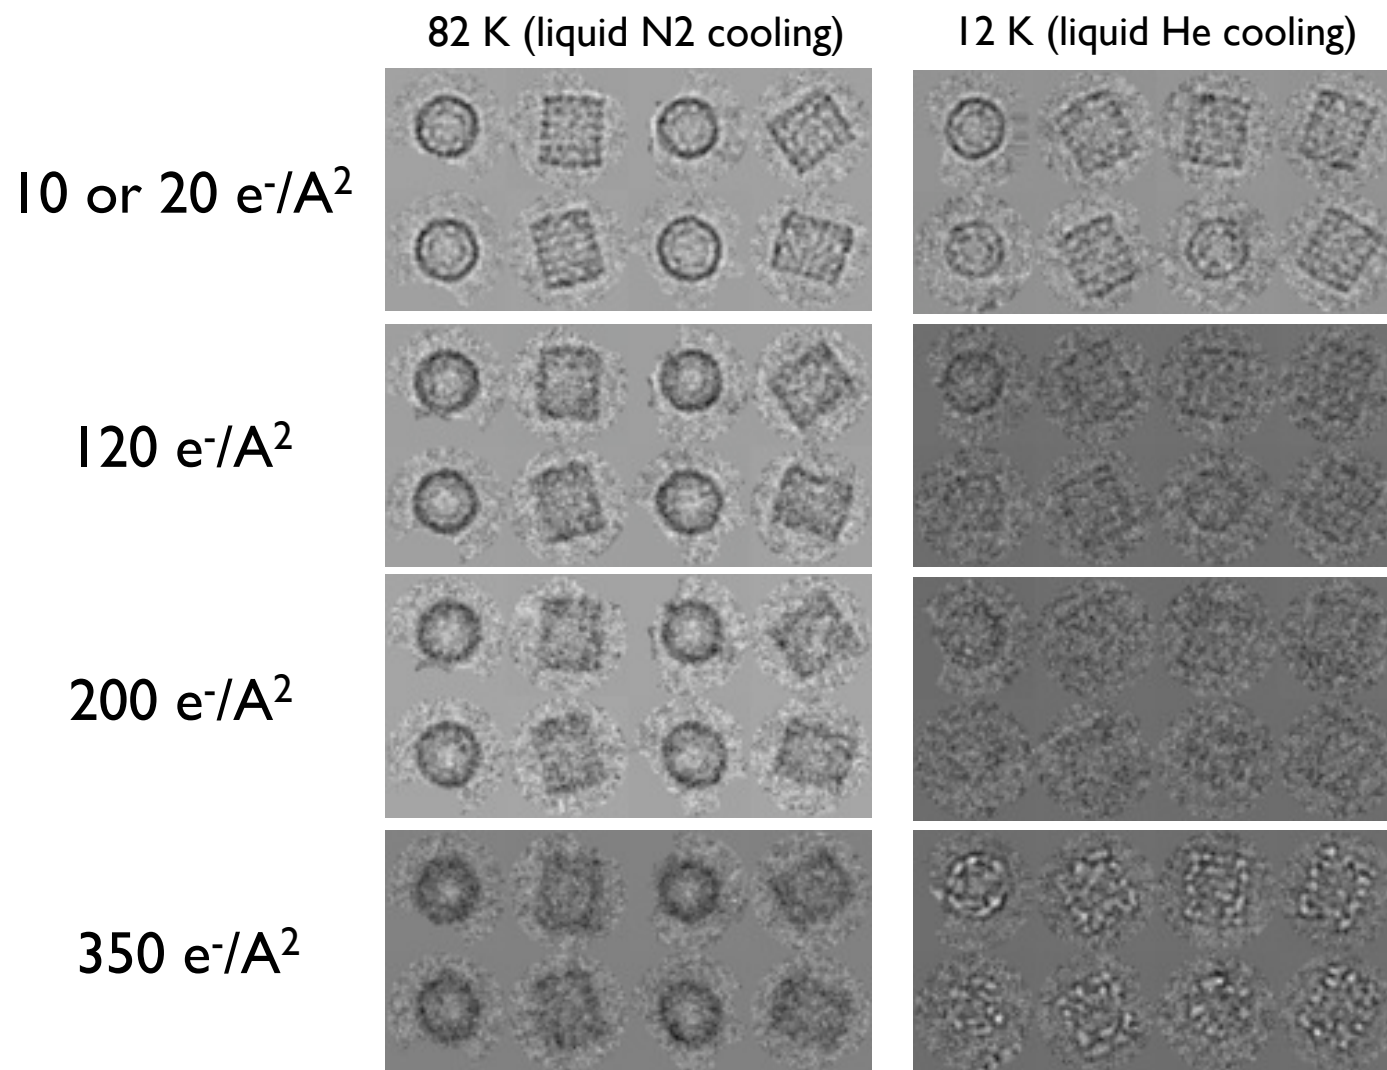 82 K (liquid N2 cooling)
12 K (liquid He cooling)
10 or 20 e⁻/A²
120 e⁻/A²
200 e⁻/A²
350 e⁻/A²